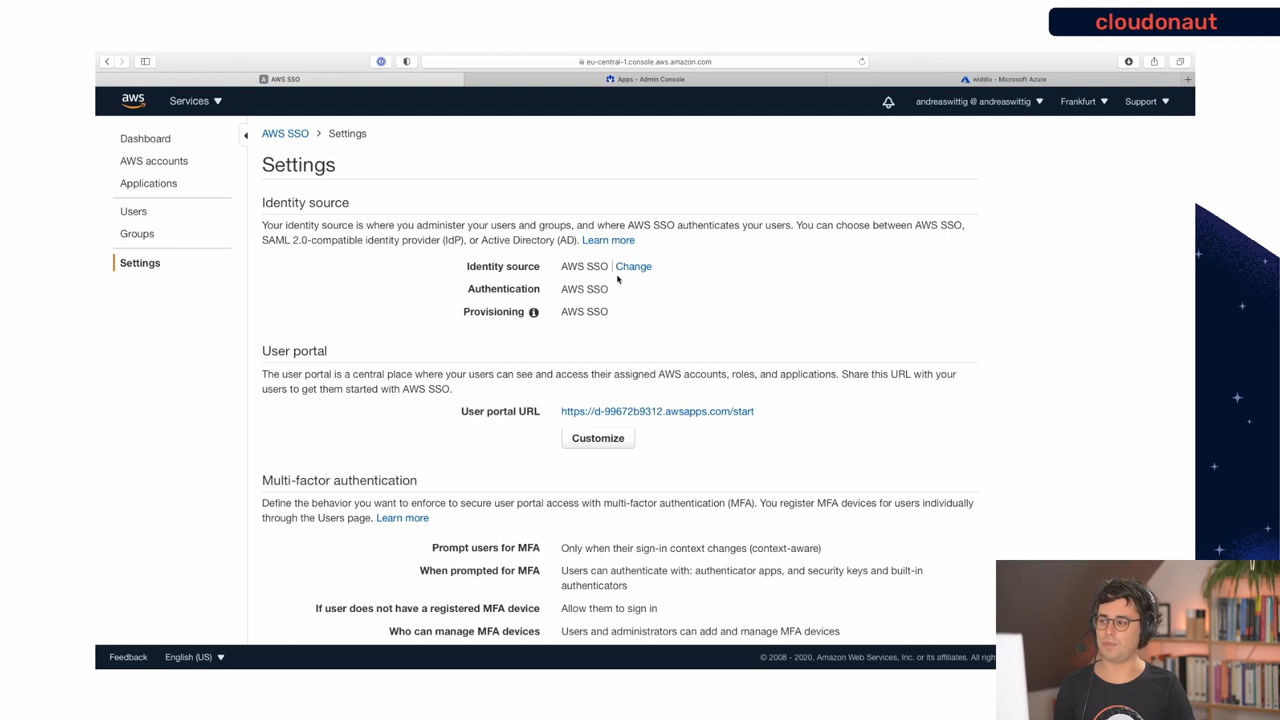 cloudonaut
eu-central-1.console.aws.amazon.com
AWS SSO
Apps - Admin Console
widdix - Microsoft Azure
aws
Services
andreaswittig @ andreaswittig
Frankfurt
Support
Dashboard
AWS accounts
Applications
Users
Groups
Settings
AWS SSO > Settings
Settings
Identity source
Your identity source is where you administer your users and groups, and where AWS SSO authenticates your users. You can choose between AWS SSO,
SAML 2.0-compatible identity provider (IdP), or Active Directory (AD). Learn more
Identity source AWS SSO | Change
Authentication AWS SSO
Provisioning AWS SSO
User portal
The user portal is a central place where your users can see and access their assigned AWS accounts, roles, and applications. Share this URL with your
users to get them started with AWS SSO.
User portal URL https://d-99672b9312.awsapps.com/start
Customize
Multi-factor authentication
Define the behavior you want to enforce to secure user portal access with multi-factor authentication (MFA). You register MFA devices for users individually
through the Users page. Learn more
Prompt users for MFA Only when their sign-in context changes (context-aware)
When prompted for MFA Users can authenticate with: authenticator apps, and security keys and built-in
authenticators
If user does not have a registered MFA device Allow them to sign in
Who can manage MFA devices Users and administrators can add and manage MFA devices
Feedback
English (US)
© 2008 - 2020, Amazon Web Services, Inc. or its affiliates. All